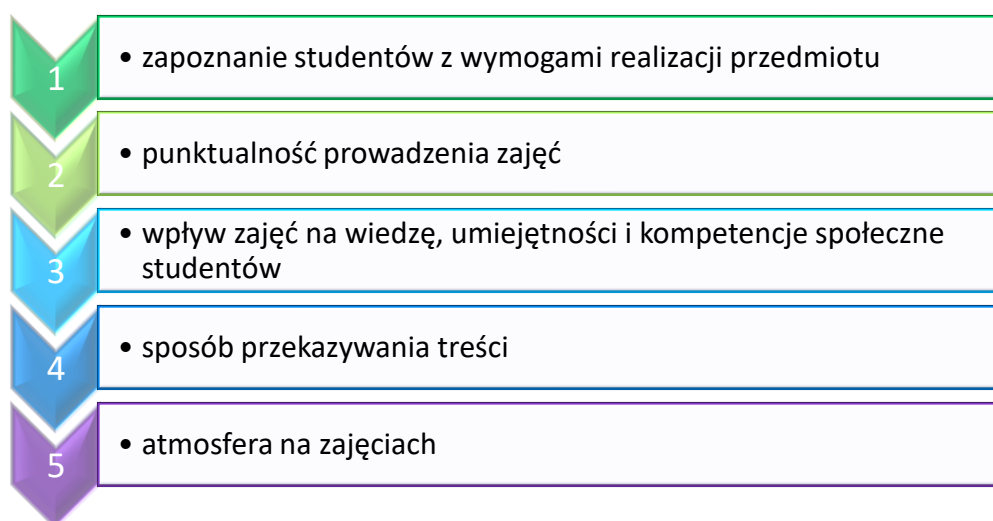 1
• zapoznanie studentów z wymogami realizacji przedmiotu
2
• punktualność prowadzenia zajęć
3
• wpływ zajęć na wiedzę, umiejętności i kompetencje społeczne
studentów
4
• sposób przekazywania treści
5
• atmosfera na zajęciach